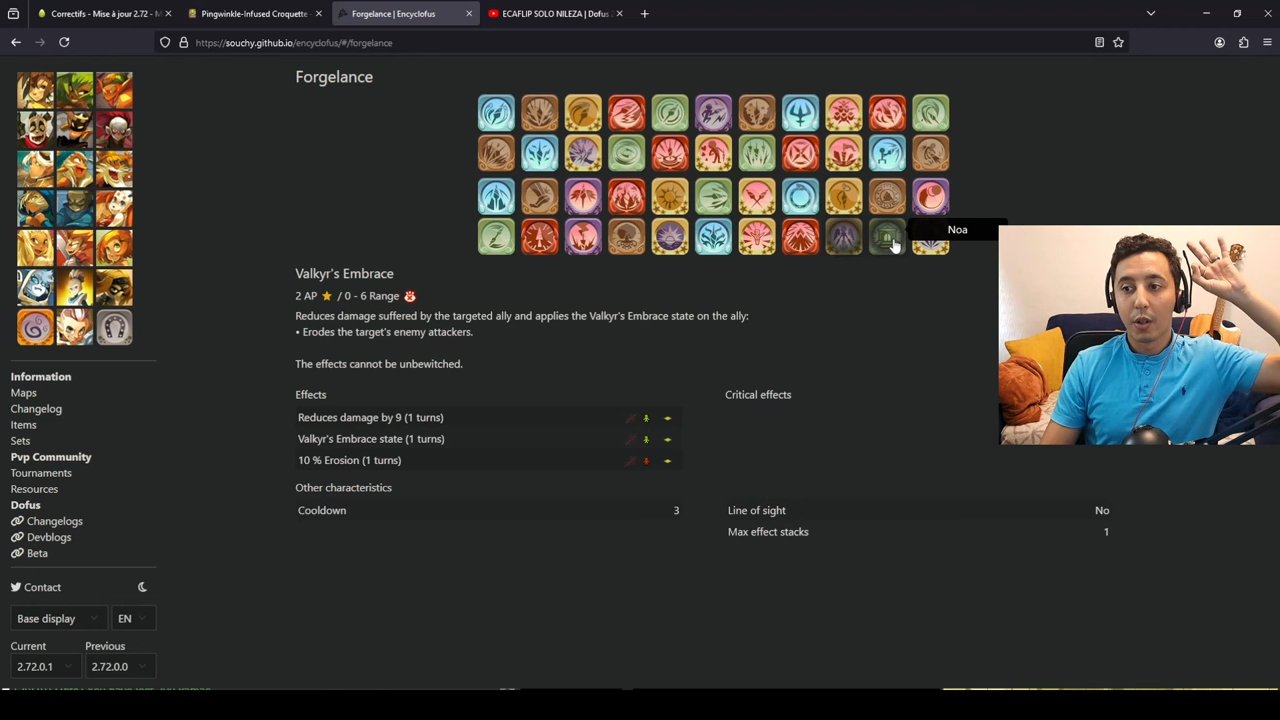 Correctifs - Mise à jour 2.72 - M
Pingwinkle-Infused Croquette
Forgelance | Encyclofus
ECAFLIP SOLO NILEZA | Dofus
https://souchy.github.io/encyclofus/#/forgelance
Forgelance
Noa
Valkyr's Embrace
2 AP / 0 - 6 Range
Reduces damage suffered by the targeted ally and applies the Valkyr's Embrace state on the ally:
• Erodes the target's enemy attackers.
The effects cannot be unbewitched.
Effects
Critical effects
Reduces damage by 9 (1 turns)
Valkyr's Embrace state (1 turns)
10 % Erosion (1 turns)
Other characteristics
Cooldown 3
Line of sight No
Max effect stacks 1
Information
Maps
Changelog
Items
Sets
Pvp Community
Tournaments
Resources
Dofus
Changelogs
Devblogs
Beta
Contact
Base display EN
Current Previous
2.72.0.1 2.72.0.0